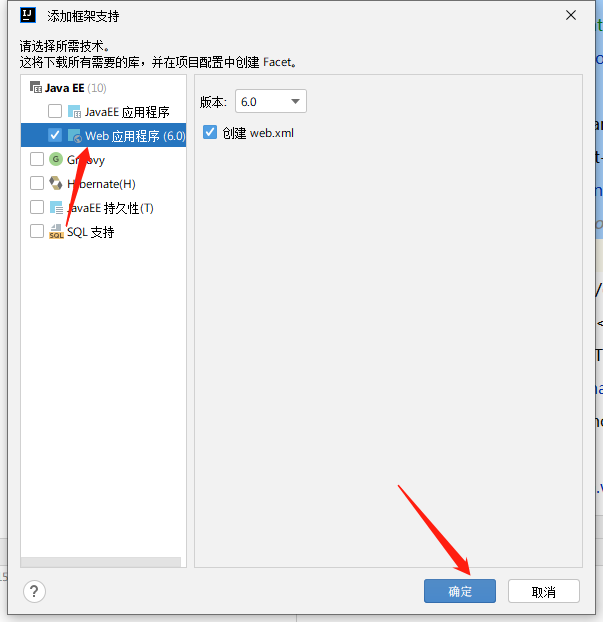 添加框架支持
请选择所需技术。
这将下载所有需要的库，并在项目配置中创建 Facet。
Java EE (10)
JavaEE 应用程序
Web 应用程序 (6.0)
Groovy
Hibernate(H)
JavaEE 持久性(T)
SQL 支持
版本: 6.0
创建 web.xml
? 确定 取消